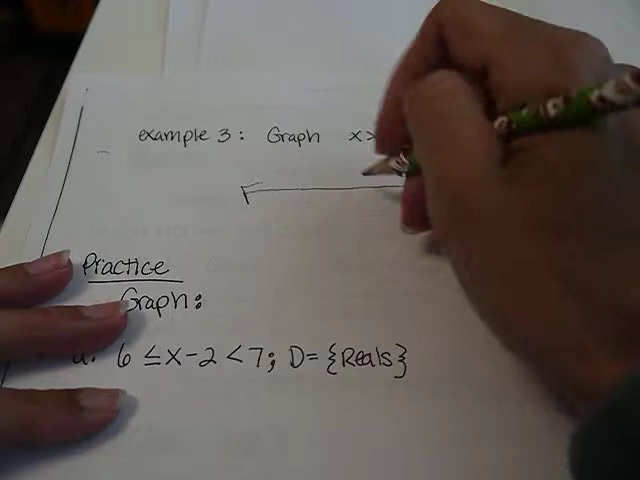 example 3: Graph x>
Practice
Graph:
a. 6 ≤ x - 2 < 7; D = {Reals}